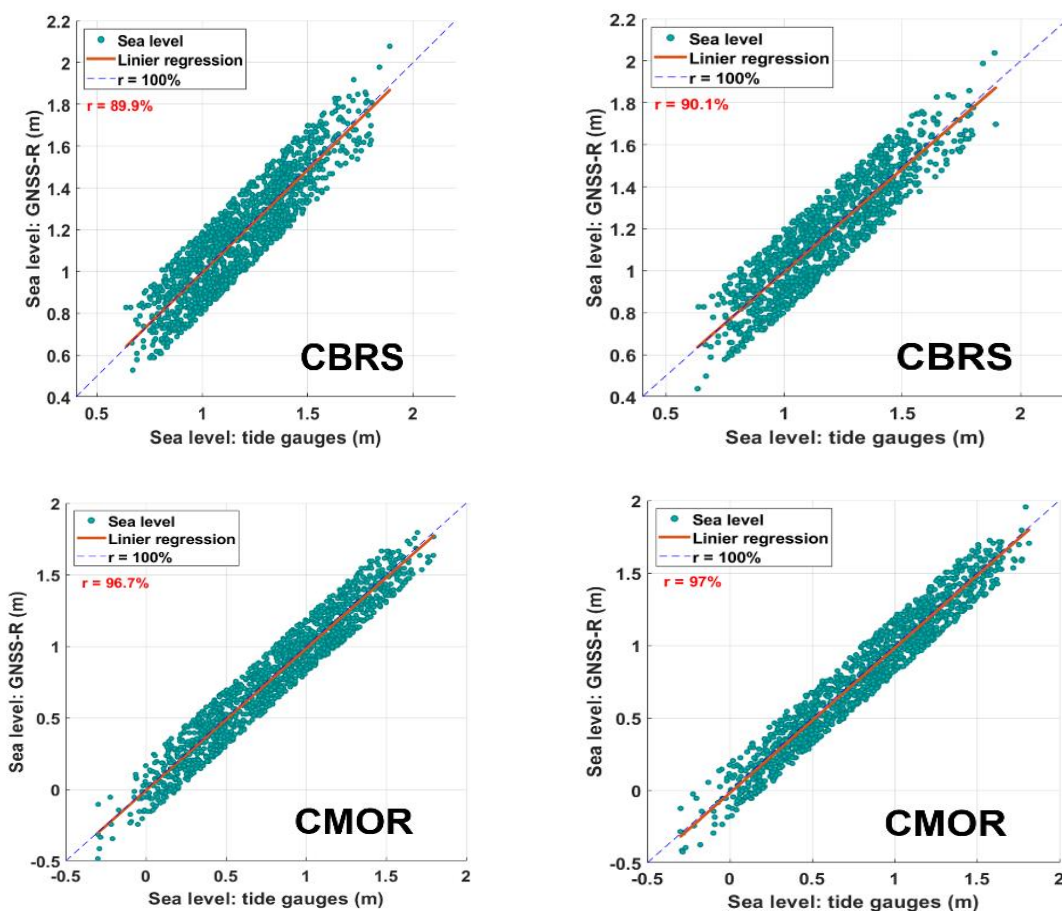 2.2
2
1.8
1.6
1.4
1.2
1
0.8
0.6
0.4
Sea level: GNSS-R (m)
Sea level
Linier regression
r = 100%
r = 89.9%
CBRS
0.5
1
1.5
2
Sea level: tide gauges (m)
2.2
2
1.8
1.6
1.4
1.2
1
0.8
0.6
0.4
Sea level: GNSS-R (m)
Sea level
Linier regression
r = 100%
r = 90.1%
CBRS
0.5
1
1.5
2
Sea level: tide gauges (m)
2
1.5
1
0.5
0
-0.5
Sea level: GNSS-R (m)
Sea level
Linier regression
r = 100%
r = 96.7%
CMOR
-0.5
0
0.5
1
1.5
2
Sea level: tide gauges (m)
2
1.5
1
0.5
0
-0.5
Sea level: GNSS-R (m)
Sea level
Linier regression
r = 100%
r = 97%
CMOR
-0.5
0
0.5
1
1.5
2
Sea level: tide gauges (m)